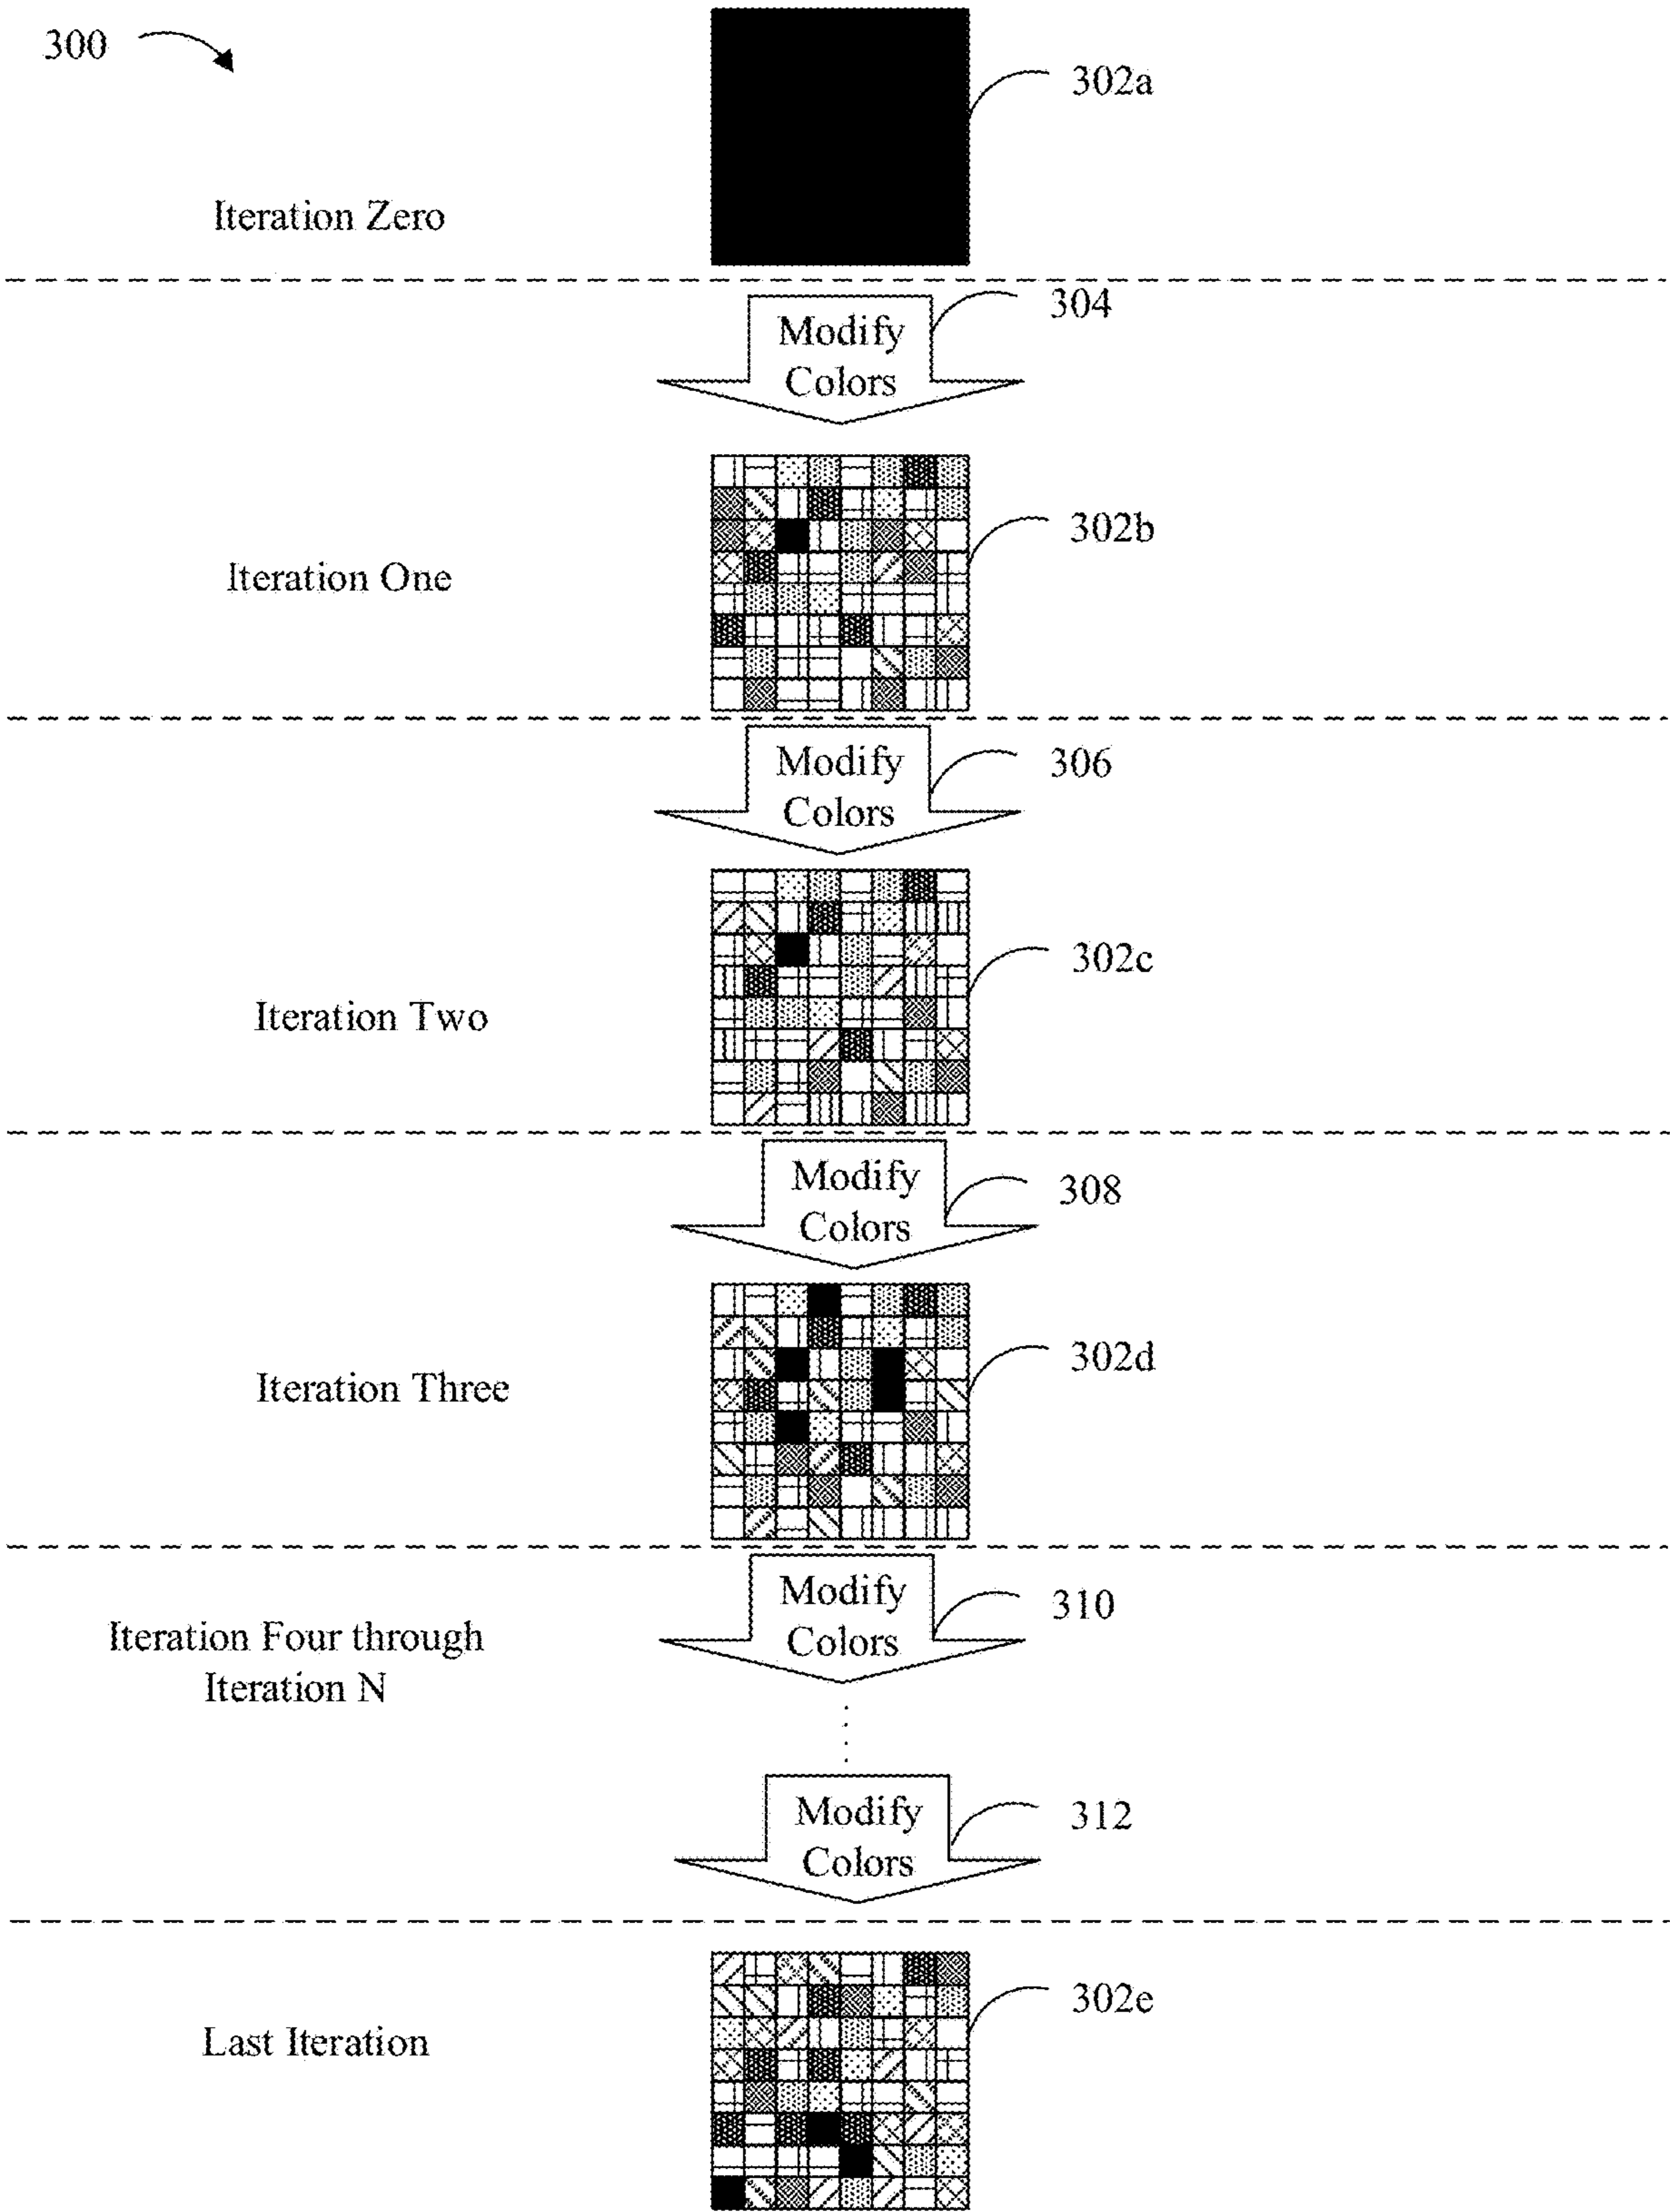 300
302a
Iteration Zero
304
Modify
Colors
302b
Iteration One
306
Modify
Colors
302c
Iteration Two
308
Modify
Colors
302d
Iteration Three
310
Modify
Colors
Iteration Four through
Iteration N
312
Modify
Colors
302e
Last Iteration